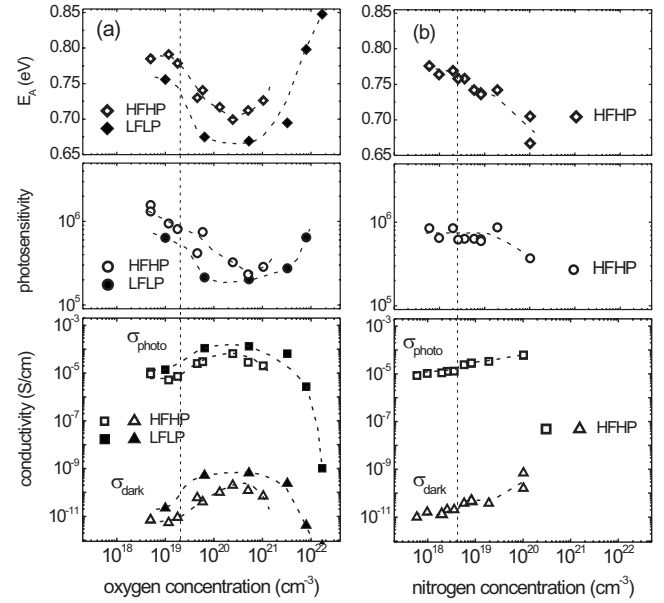 (a)
(b)
0.85
0.80
0.75
0.70
0.65
E_A (eV)
HFHP
LFLP
0.85
0.80
0.75
0.70
0.65
HFHP
10^6
10^5
photosensitivity
HFHP
LFLP
10^6
10^5
HFHP
10^-3
10^-5
10^-7
10^-9
10^-11
conductivity (S/cm)
σ_photo
HFHP
LFLP
σ_dark
10^-3
10^-5
10^-7
10^-9
10^-11
σ_photo
HFHP
σ_dark
10^18 10^19 10^20 10^21 10^22
oxygen concentration (cm^-3)
10^18 10^19 10^20 10^21 10^22
nitrogen concentration (cm^-3)